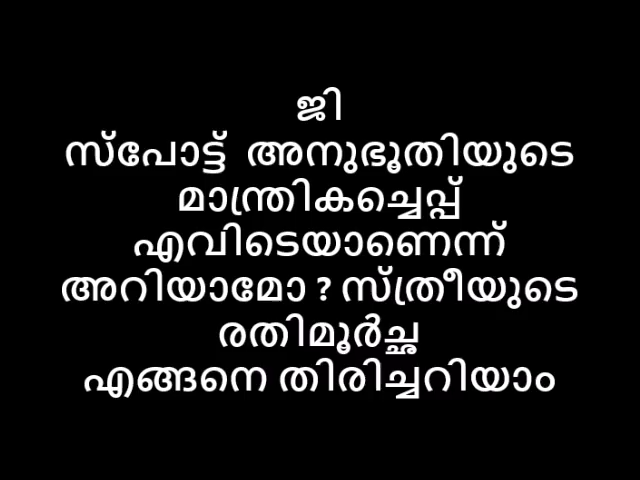 ജി
സ്പോട്ട് അനുഭൂതിയുടെ
മാന്ത്രികച്ചെപ്പ്
എവിടെയാണെന്ന്
അറിയാമോ ? സ്ത്രീയുടെ
രതിമൂർച്ഛ
എങ്ങനെ തിരിച്ചറിയാം